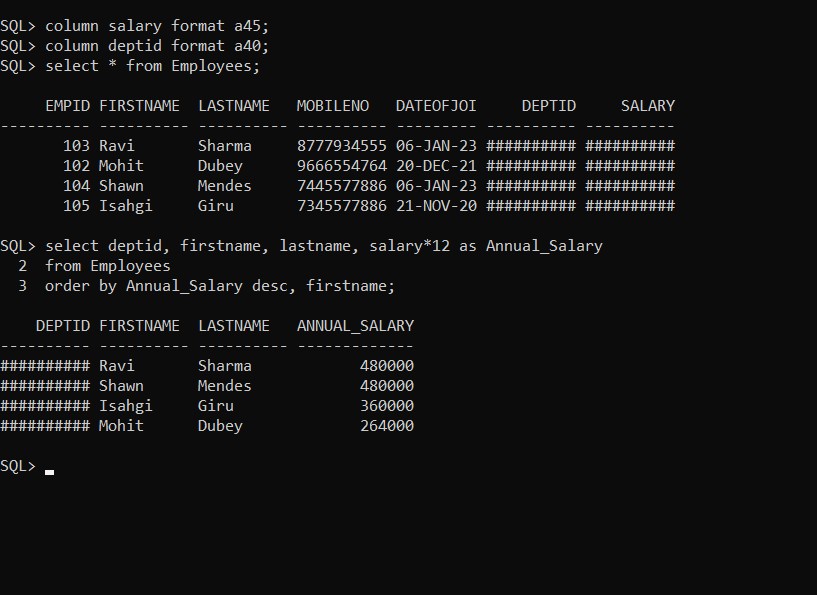 SQL> column salary format a45;
SQL> column deptid format a40;
SQL> select * from Employees;
     EMPID FIRSTNAME  LASTNAME   MOBILENO   DATEOFJOI     DEPTID     SALARY
---------- ---------- ---------- ---------- --------- ---------- ----------
       103 Ravi       Sharma     8777934555 06-JAN-23 ########## ##########
       102 Mohit      Dubey      9666554764 20-DEC-21 ########## ##########
       104 Shawn      Mendes     7445577886 06-JAN-23 ########## ##########
       105 Isahgi     Giru       7345577886 21-NOV-20 ########## ##########
SQL> select deptid, firstname, lastname, salary*12 as Annual_Salary
  2  from Employees
  3  order by Annual_Salary desc, firstname;
    DEPTID FIRSTNAME  LASTNAME   ANNUAL_SALARY
---------- ---------- ---------- -------------
########## Ravi       Sharma            480000
########## Shawn      Mendes            480000
########## Isahgi     Giru              360000
########## Mohit      Dubey             264000
SQL>